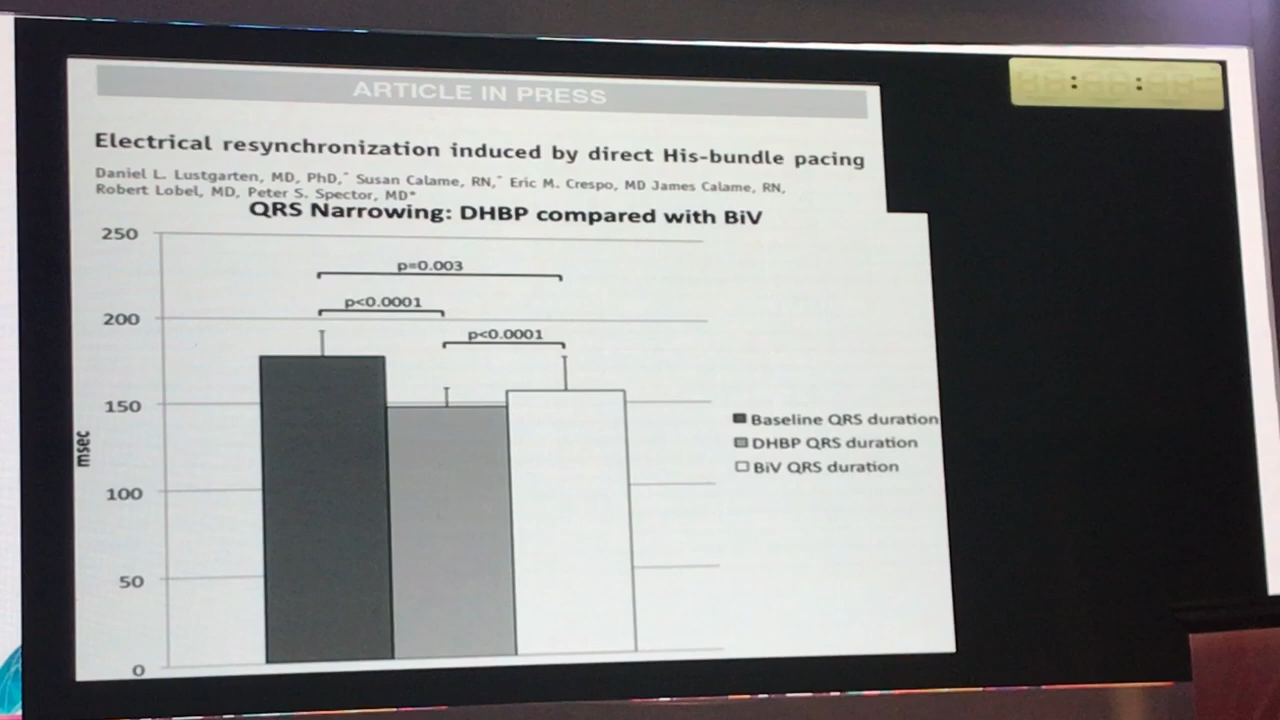 ARTICLE IN PRESS
Electrical resynchronization induced by direct His-bundle pacing
Daniel L. Lustgarten, MD, PhD,* Susan Calame, RN,* Eric M. Crespo, MD James Calame, RN,
Robert Lobel, MD, Peter S. Spector, MD*
QRS Narrowing: DHBP compared with BiV
250
p=0.003
p<0.0001
200
p<0.0001
150
msec
Baseline QRS duration
DHBP QRS duration
BiV QRS duration
100
50
0